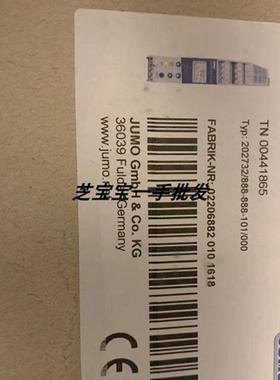 TN 00441865
Typ: 202732/888-888-101/000
FABRIK-NR. 02206882 010 1618
JUMO GmbH & Co. KG
36039 Fulda Germany
www.jumo.
芝宝宝一手批发
CE